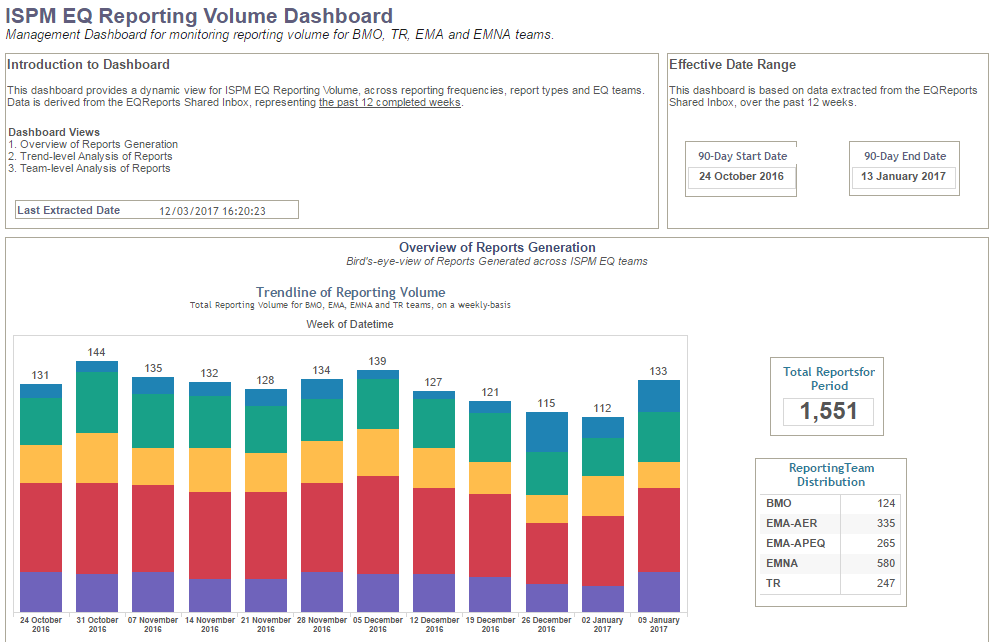 ISPM EQ Reporting Volume Dashboard
Management Dashboard for monitoring reporting volume for BMO, TR, EMA and EMNA teams.
Introduction to Dashboard
This dashboard provides a dynamic view for ISPM EQ Reporting Volume, across reporting frequencies, report types and EQ teams.
Data is derived from the EQReports Shared Inbox, representing the past 12 completed weeks.
Dashboard Views
1. Overview of Reports Generation
2. Trend-level Analysis of Reports
3. Team-level Analysis of Reports
Last Extracted Date 12/03/2017 16:20:23
Effective Date Range
This dashboard is based on data extracted from the EQReports
Shared Inbox, over the past 12 weeks.
90-Day Start Date
24 October 2016
90-Day End Date
13 January 2017
Overview of Reports Generation
Bird's-eye-view of Reports Generated across ISPM EQ teams
Trendline of Reporting Volume
Total Reporting Volume for BMO, EMA, EMNA and TR teams, on a weekly-basis
Week of Datetime
131 144 135 132 128 134 139 127 121 115 112 133
24 October 31 October 07 November 14 November 21 November 28 November 05 December 12 December 19 December 26 December 02 January 09 January
2016 2016 2016 2016 2016 2016 2016 2016 2016 2016 2017 2017
Total Reportsfor
Period
1,551
ReportingTeam
Distribution
BMO 124
EMA-AER 335
EMA-APEQ 265
EMNA 580
TR 247